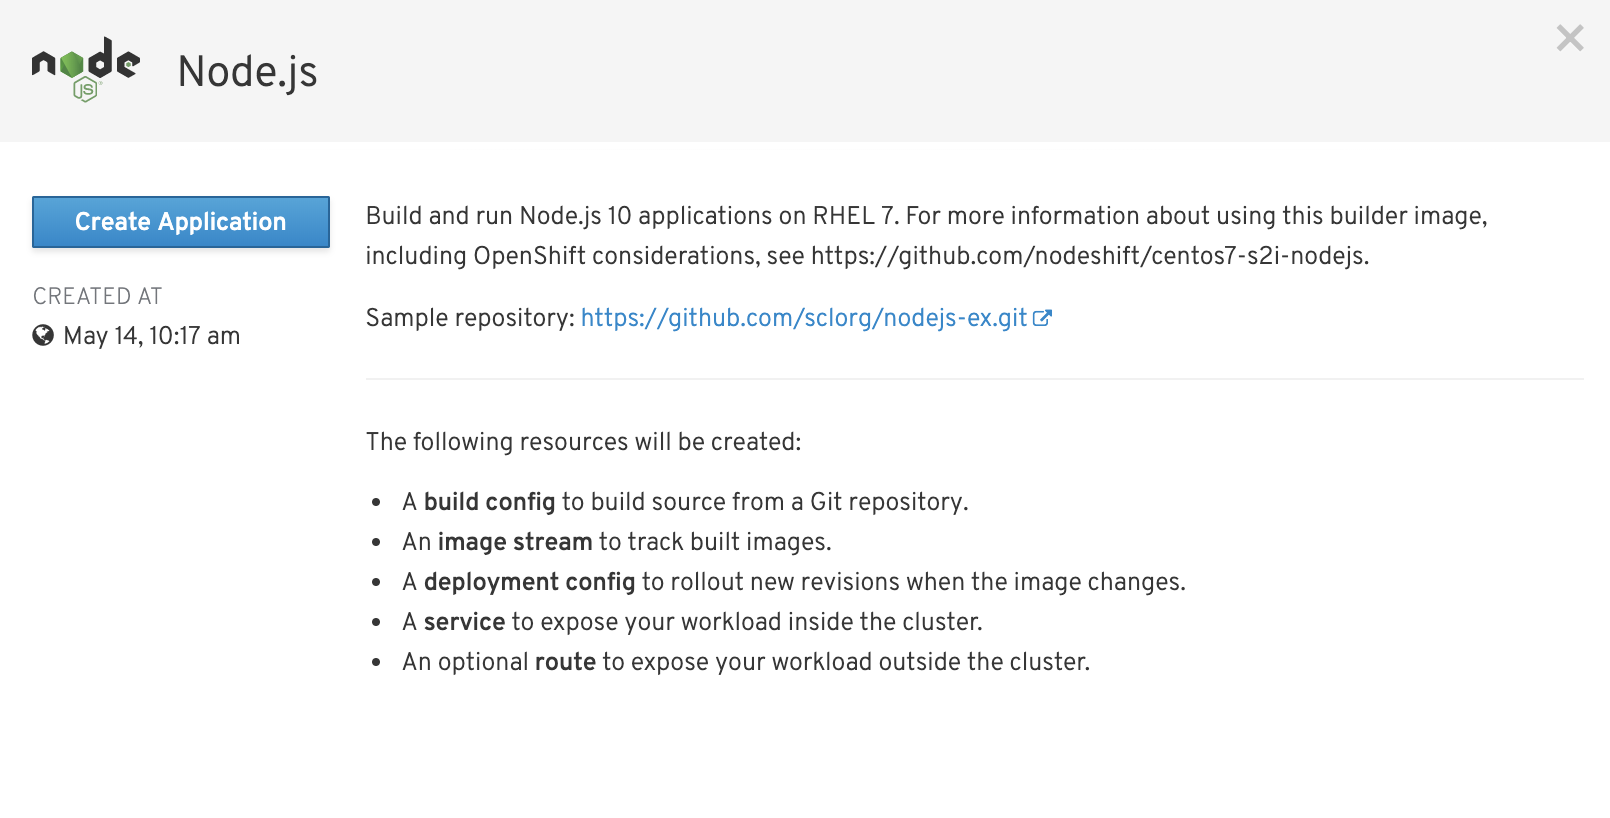 node
JS
Node.js
Create Application
CREATED AT
May 14, 10:17 am
Build and run Node.js 10 applications on RHEL 7. For more information about using this builder image,
including OpenShift considerations, see https://github.com/nodeshift/centos7-s2i-nodejs.
Sample repository: https://github.com/sclorg/nodejs-ex.git
The following resources will be created:
• A build config to build source from a Git repository.
• An image stream to track built images.
• A deployment config to rollout new revisions when the image changes.
• A service to expose your workload inside the cluster.
• An optional route to expose your workload outside the cluster.